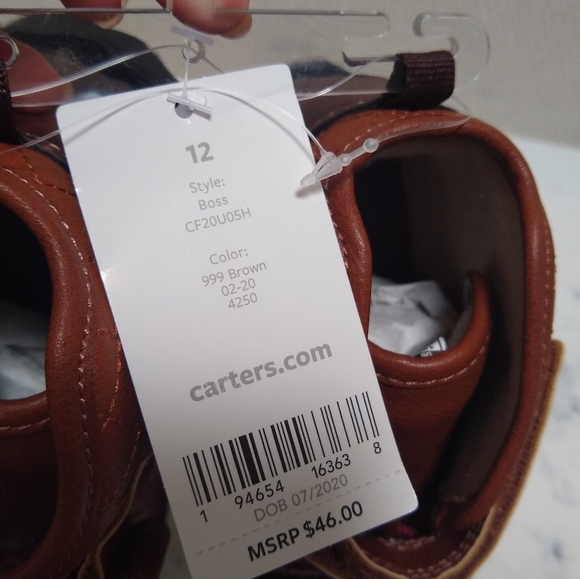 12
Style:
Boss
CF20U05H
Color:
999 Brown
02-20
4250
carters.com
1 94654 16363 8
DOB 07/2020
MSRP $46.00